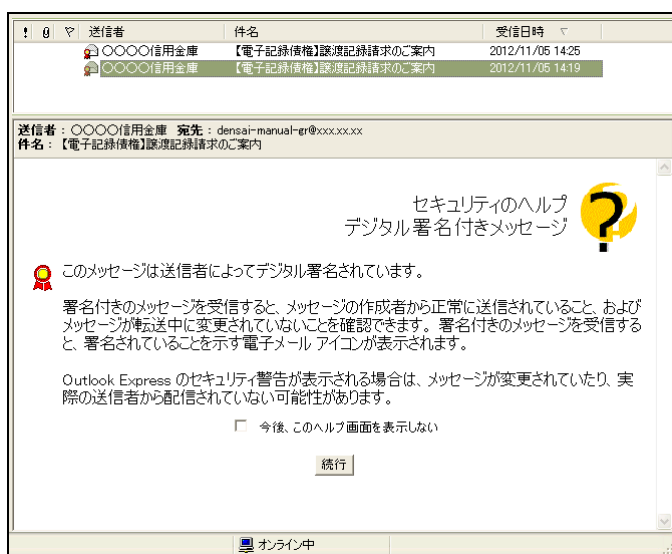 ! 送信者 件名 受信日時
〇〇〇〇信用金庫 【電子記録債権】譲渡記録請求のご案内 2012/11/05 14:25
〇〇〇〇信用金庫 【電子記録債権】譲渡記録請求のご案内 2012/11/05 14:19
送信者：〇〇〇〇信用金庫 宛先：densai-manual-gr@xxx.xx.xx
件名：【電子記録債権】譲渡記録請求のご案内
セキュリティのヘルプ
デジタル署名付きメッセージ
このメッセージは送信者によってデジタル署名されています。
署名付きのメッセージを受信すると、メッセージの作成者から正常に送信されていること、および
メッセージが転送中に変更されていないことを確認できます。署名付きのメッセージを受信する
と、署名されていることを示す電子メール アイコンが表示されます。
Outlook Express のセキュリティ警告が表示される場合は、メッセージが変更されていたり、実
際の送信者から配信されていない可能性があります。
今後、このヘルプ画面を表示しない
続行
オンライン中